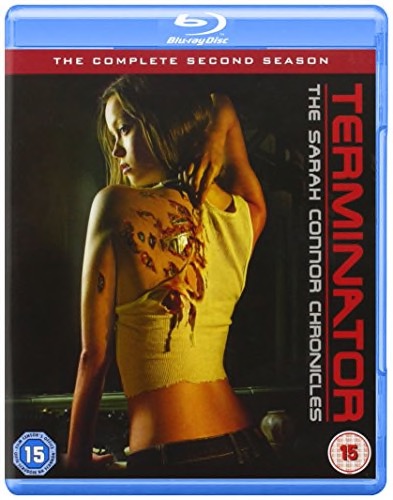 Blu-ray Disc
THE COMPLETE SECOND SEASON
TERMINATOR
THE SARAH CONNOR CHRONICLES
15
15